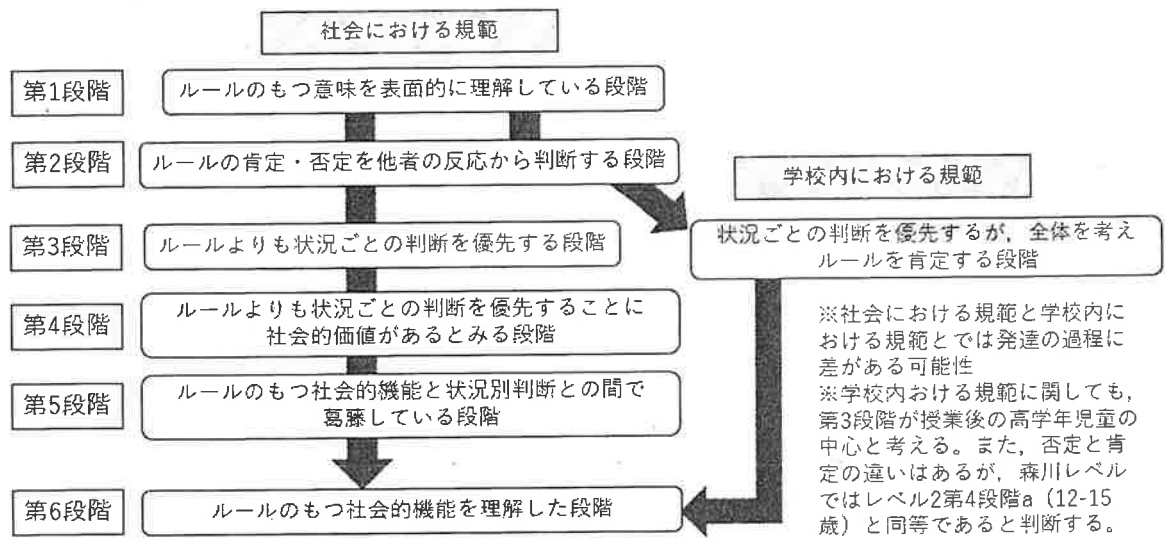 社会における規範
第1段階
ルールのもつ意味を表面的に理解している段階
第2段階
ルールの肯定・否定を他者の反応から判断する段階
学校内における規範
第3段階
ルールよりも状況ごとの判断を優先する段階
状況ごとの判断を優先するが，全体を考え
ルールを肯定する段階
第4段階
ルールよりも状況ごとの判断を優先することに
社会的価値があるとみる段階
第5段階
ルールのもつ社会的機能と状況別判断との間で
葛藤している段階
第6段階
ルールのもつ社会的機能を理解した段階
※社会における規範と学校内に
おける規範とでは発達の過程に
差がある可能性
※学校内おける規範に関しても，
第3段階が授業後の高学年児童の
中心と考える。また，否定と肯
定の違いはあるが，森川レベル
ではレベル2第4段階a（12-15
歳）と同等であると判断する。